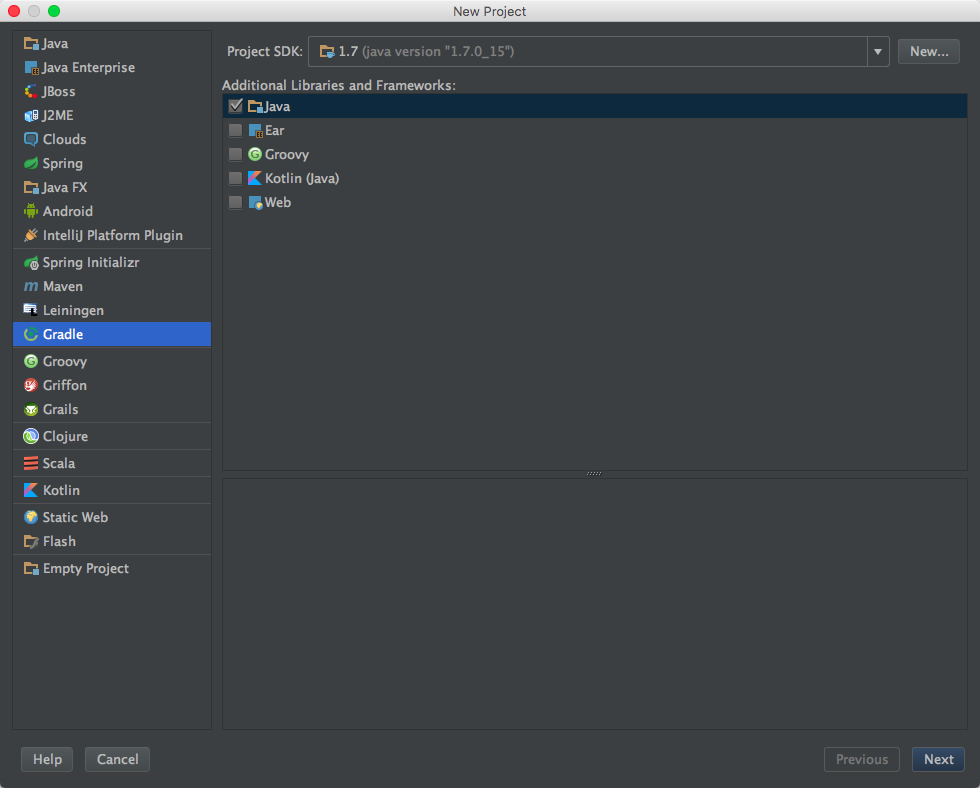 New Project
Java
Java Enterprise
JBoss
J2ME
Clouds
Spring
Java FX
Android
IntelliJ Platform Plugin
Spring Initializr
Maven
Leiningen
Gradle
Groovy
Griffon
Grails
Clojure
Scala
Kotlin
Static Web
Flash
Empty Project
Project SDK: 1.7 (java version "1.7.0_15") New...
Additional Libraries and Frameworks:
Java
Ear
Groovy
Kotlin (Java)
Web
Help Cancel Previous Next